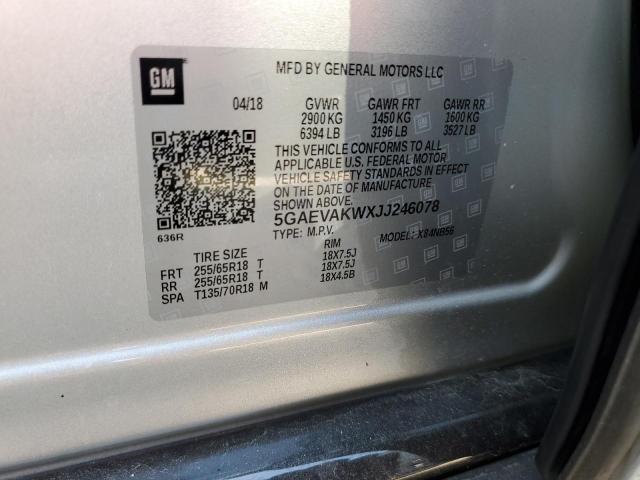 GM
MFD BY GENERAL MOTORS LLC
04/18 GVWR GAWR FRT GAWR RR
2900 KG 1450 KG 1600 KG
6394 LB 3196 LB 3527 LB
THIS VEHICLE CONFORMS TO ALL
APPLICABLE U.S. FEDERAL MOTOR
VEHICLE SAFETY STANDARDS IN EFFECT
ON THE DATE OF MANUFACTURE
SHOWN ABOVE.
5GAEVAKWXJJ246078
636R
TYPE: M.P.V. MODEL: X84NB56
TIRE SIZE RIM
FRT 255/65R18 T 18X7.5J
RR 255/65R18 T 18X7.5J
SPA T135/70R18 M 18X4.5B